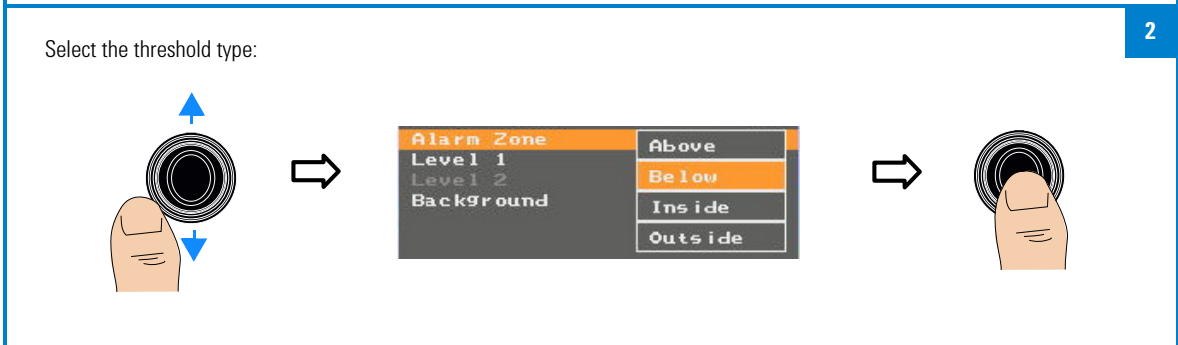 2
Select the threshold type:
Alarm Zone
Level 1
Level 2
Background
Above
Below
Inside
Outside